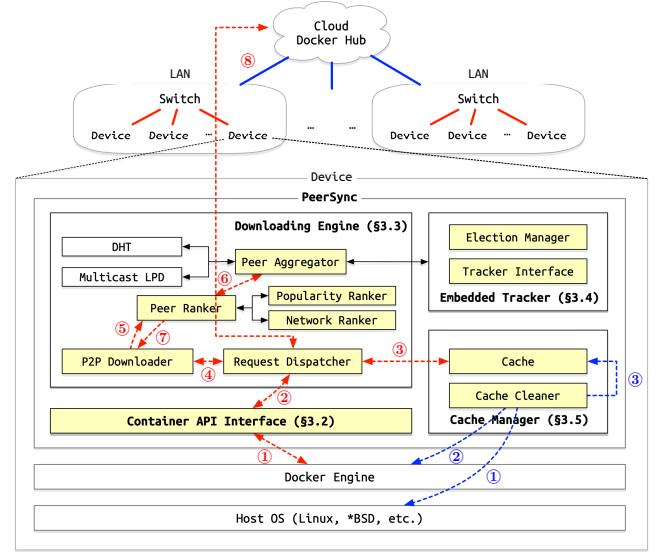 Cloud
Docker Hub
⑧
LAN
LAN
Switch
Switch
Device Device … Device
… …
Device Device … Device
Device
PeerSync
Downloading Engine (§3.3)
DHT
Election Manager
Peer Aggregator
Multicast LPD
Tracker Interface
⑥
Popularity Ranker
Embedded Tracker (§3.4)
Peer Ranker
Network Ranker
⑤
⑦
③
P2P Downloader
Request Dispatcher
Cache
④
③
②
Cache Cleaner
Container API Interface (§3.2)
Cache Manager (§3.5)
①
②
Docker Engine
①
Host OS (Linux, *BSD, etc.)